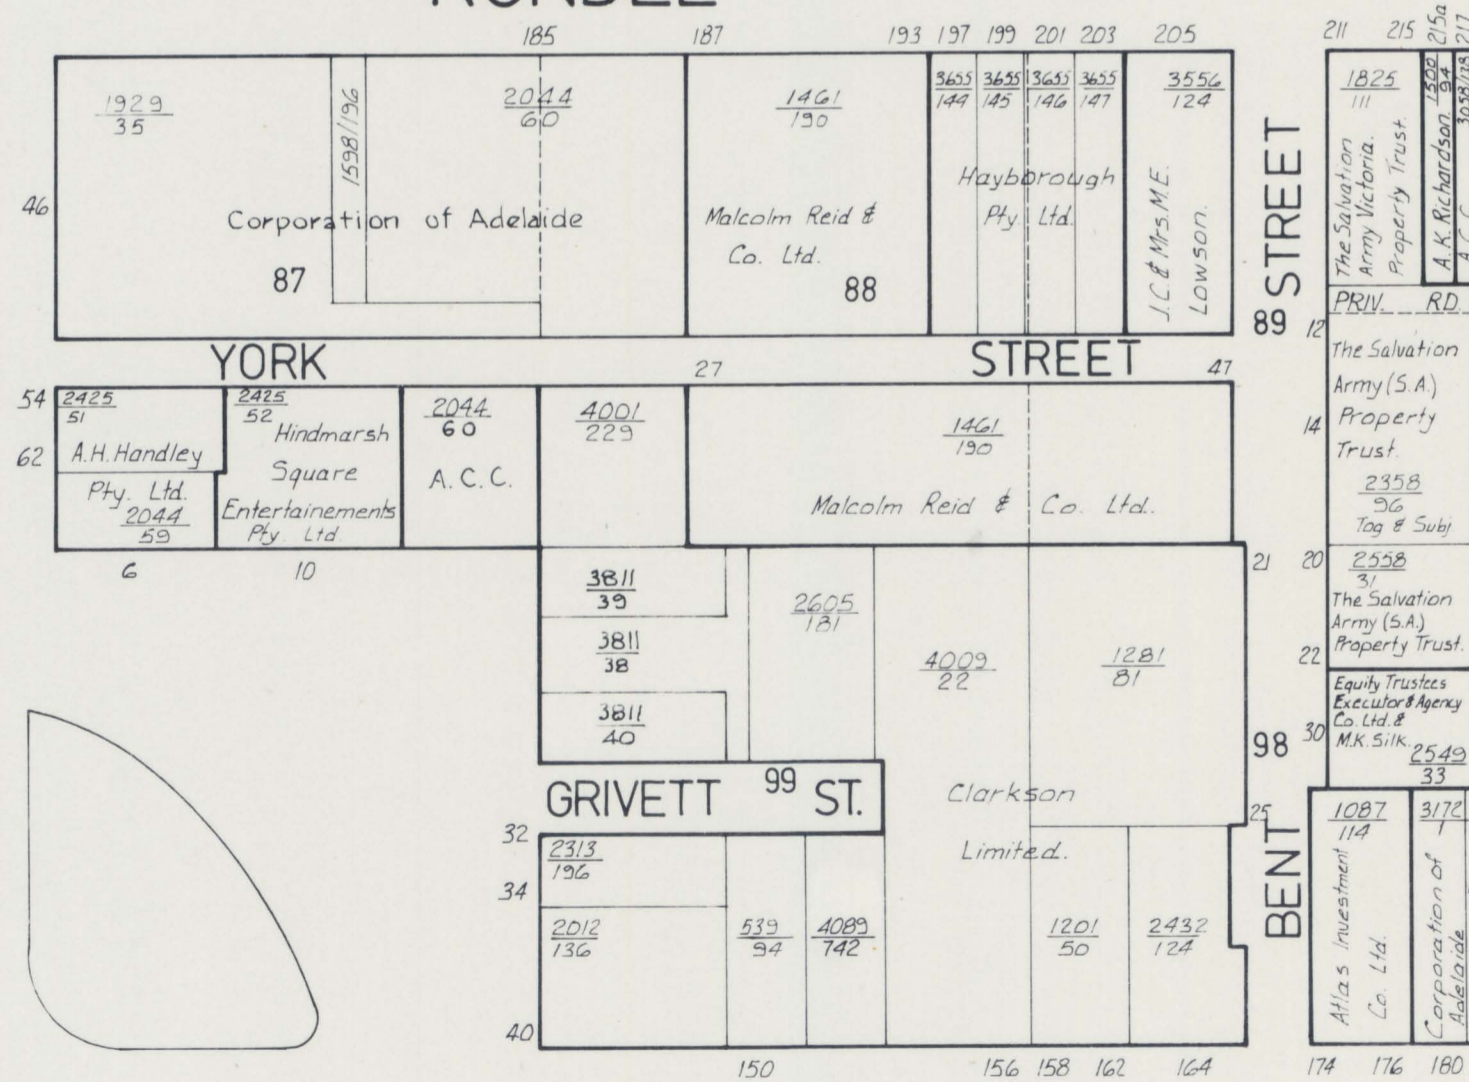 RUNDLE
185 187 193 197 199 201 203 205 211 215 215a 217
1929
35
1598/196
2044
60
1461
190
3655
144
3655
145
3655
146
3655
147
3556
124
46
Corporation of Adelaide
87
Malcolm Reid &
Co. Ltd.
88
Hayborough
Pty. Ltd.
J.C. & Mrs. M.E.
Lowson.
STREET
89
1825
111
The Salvation
Army Victoria.
Property Trust.
1500
94
A. K. Richardson.
3058/178
A. C. C.
PRIV. RD.
YORK STREET
27 47
54
62
2425
51
A.H. Handley
Pty. Ltd.
2044
59
2425
52
Hindmarsh
Square
Entertainements
Pty. Ltd.
2044
60
A. C. C.
4001
229
1461
190
Malcolm Reid & Co. Ltd.
6 10
12
14
The Salvation
Army (S.A.)
Property
Trust.
2358
96
Tog & Subj
20
2558
31
The Salvation
Army (S.A.)
Property Trust.
22
Equity Trustees
Executor & Agency
Co. Ltd. &
M.K. Silk.
2549
33
30
21
3811
39
3811
38
3811
40
2605
181
4009
22
1281
81
98
25
Clarkson
Limited.
GRIVETT 99 ST.
32
34
40
2313
196
2012
136
539
94
4089
742
1201
50
2432
124
BENT
1087
114
Atlas Investment
Co. Ltd.
3172
1
Corporation of
Adelaide
150 156 158 162 164 174 176 180